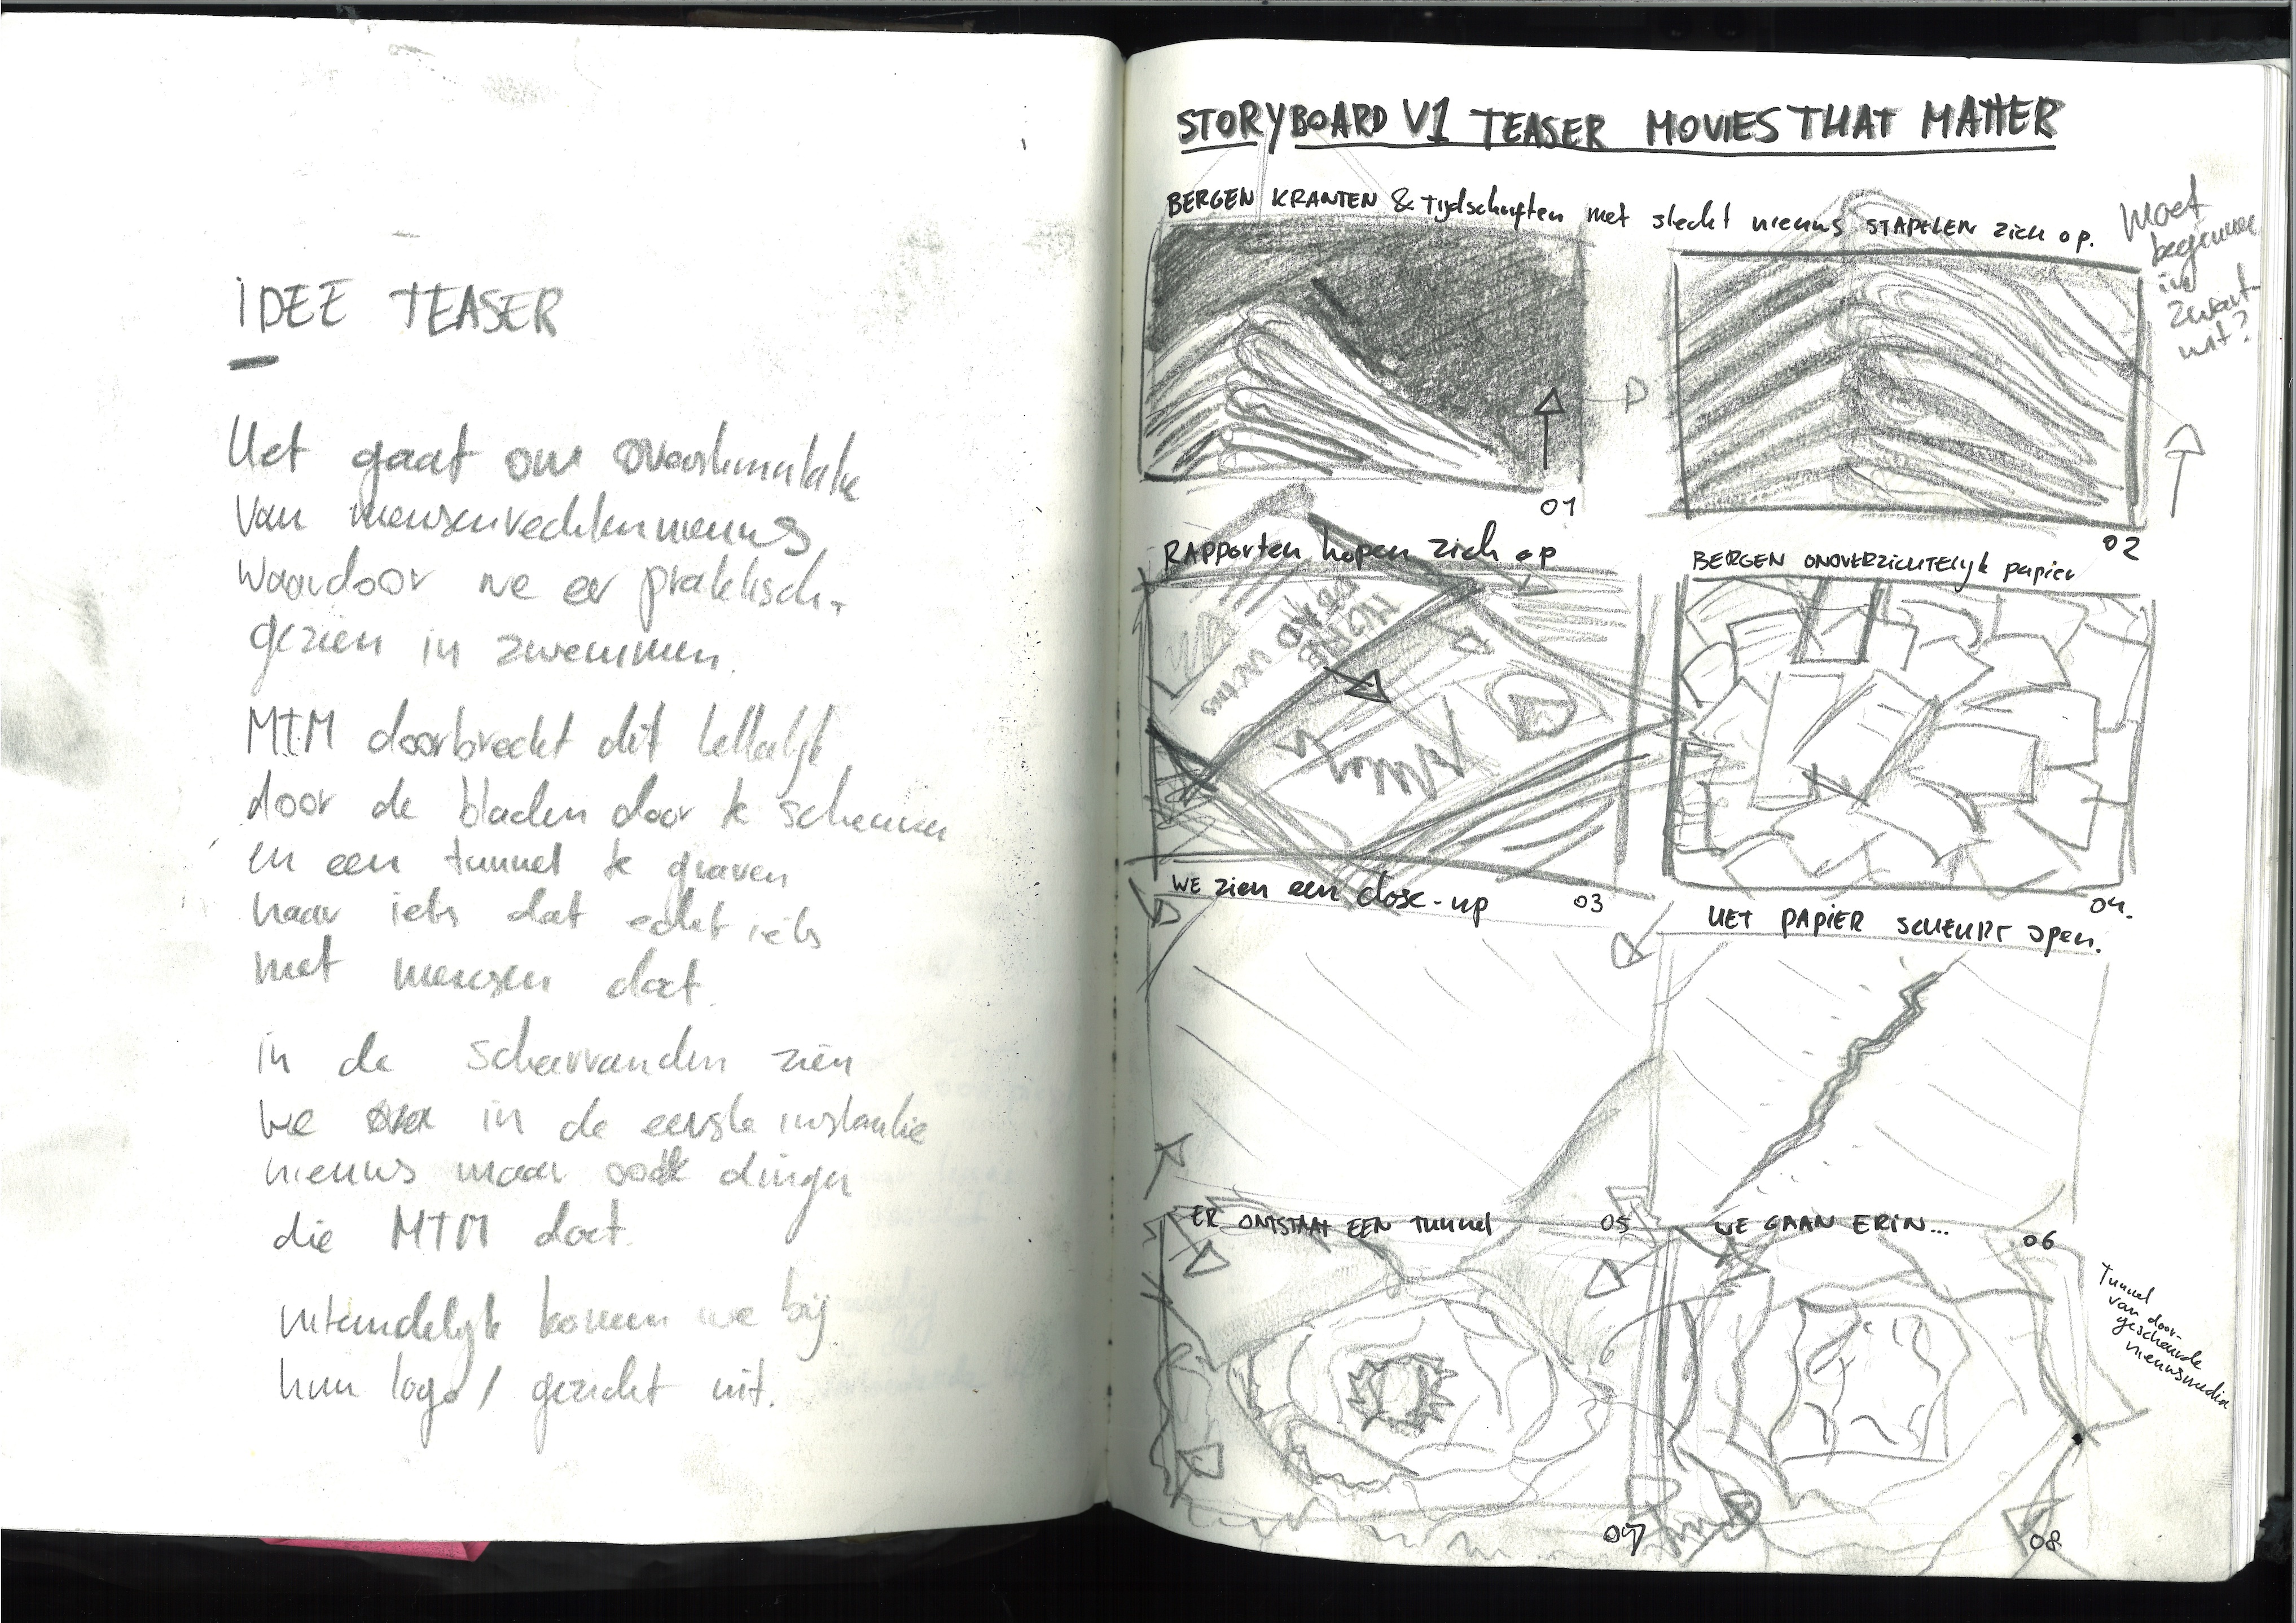 IDEE TEASER
Het gaat om overstimulatie
van mensenrechtennieuws
waardoor we er praktisch
gezien in zwemmen.
MTM doorbreekt dit letterlijk
door de bladen door te scheuren
en een tunnel te graven
naar iets dat echt iets
met mensen doet.
in de scheurranden zien
we in de eerste instantie
nieuws maar ook dingen
die MTM doet.
uiteindelijk komen we bij
hun logo / gezicht uit.
STORYBOARD V1 TEASER MOVIES THAT MATTER
BERGEN KRANTEN & Tijdschriften met slecht nieuws STAPELEN zich op.
Moet
beginnen
in
zwart-
wit?
01
02
RAPPORTEN hopen zich op
BERGEN ONOVERZICHTELIJK papier
03
04.
WE zien een close-up
HET PAPIER SCHEURT open.
05
06
ER ONTSTAAT EEN Tunnel
WE GAAN ERIN...
Tunnel
van door-
gescheurde
nieuwsmedia
07
08